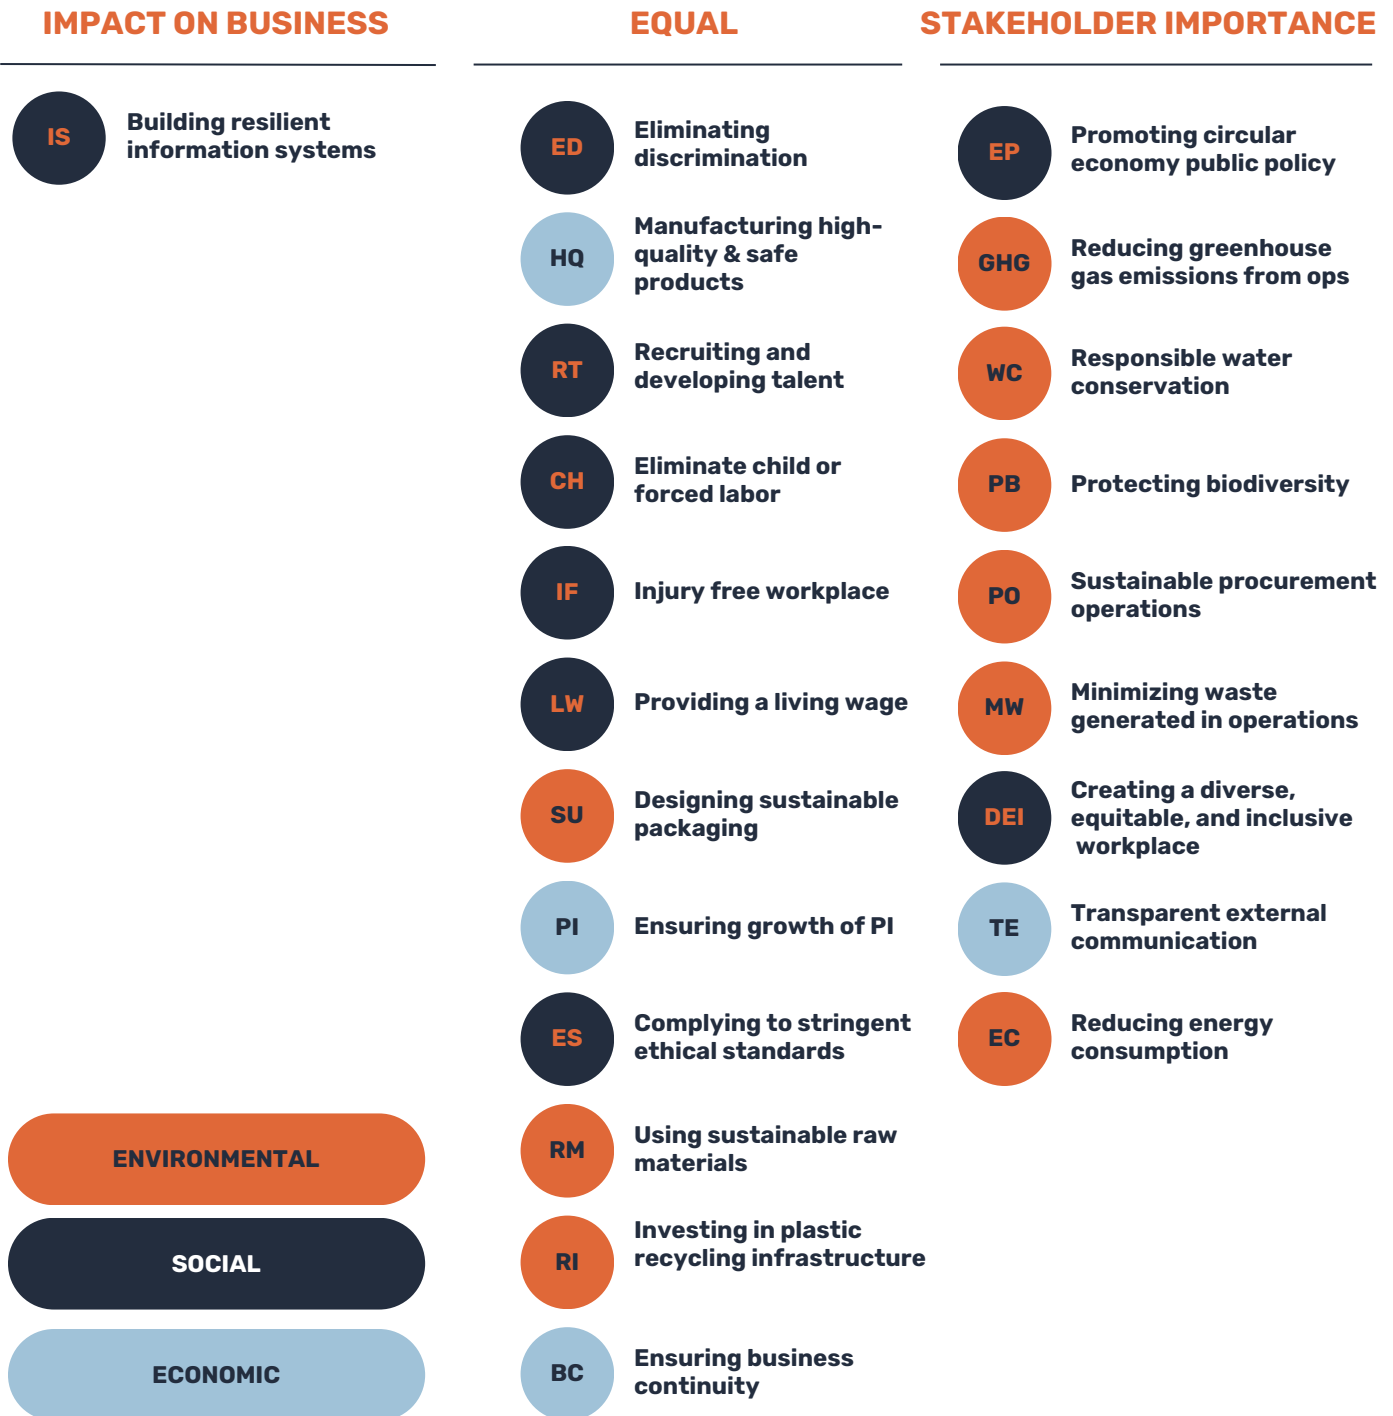 IMPACT ON BUSINESS
IS
Building resilient
information systems
EQUAL
ED
Eliminating
discrimination
HQ
Manufacturing high-
quality & safe
products
RT
Recruiting and
developing talent
CH
Eliminate child or
forced labor
IF
Injury free workplace
LW
Providing a living wage
SU
Designing sustainable
packaging
PI
Ensuring growth of PI
ES
Complying to stringent
ethical standards
RM
Using sustainable raw
materials
RI
Investing in plastic
recycling infrastructure
BC
Ensuring business
continuity
STAKEHOLDER IMPORTANCE
EP
Promoting circular
economy public policy
GHG
Reducing greenhouse
gas emissions from ops
WC
Responsible water
conservation
PB
Protecting biodiversity
PO
Sustainable procurement
operations
MW
Minimizing waste
generated in operations
DEI
Creating a diverse,
equitable, and inclusive
workplace
TE
Transparent external
communication
EC
Reducing energy
consumption
ENVIRONMENTAL
SOCIAL
ECONOMIC